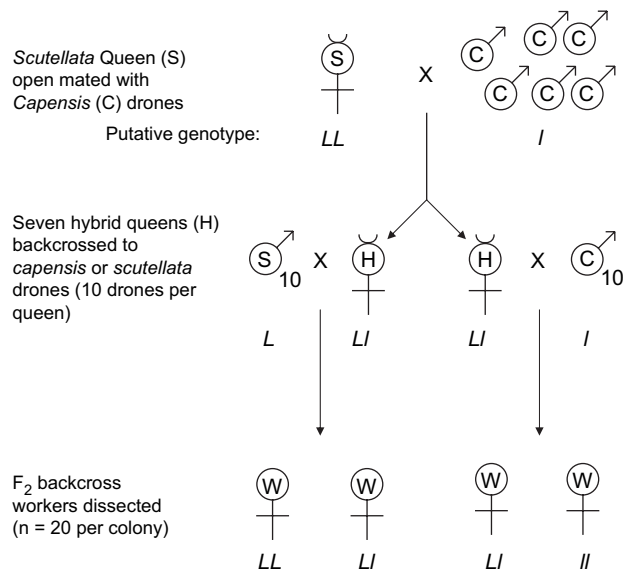 Scutellata Queen (S)
open mated with
Capensis (C) drones
S X C C C C C C
Putative genotype: LL l
Seven hybrid queens (H)
backcrossed to
capensis or scutellata
drones (10 drones per
queen)
S 10 X H H X C 10
L Ll Ll l
F2 backcross
workers dissected
(n = 20 per colony)
W W W W
LL Ll Ll ll